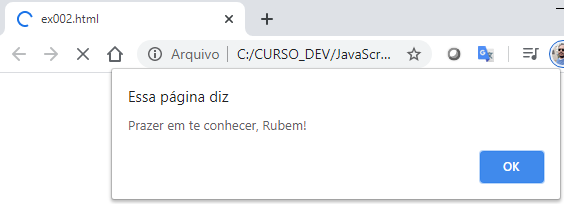 ex002.html
Arquivo C:/CURSO_DEV/JavaScr...
Essa página diz
Prazer em te conhecer, Rubem!
OK